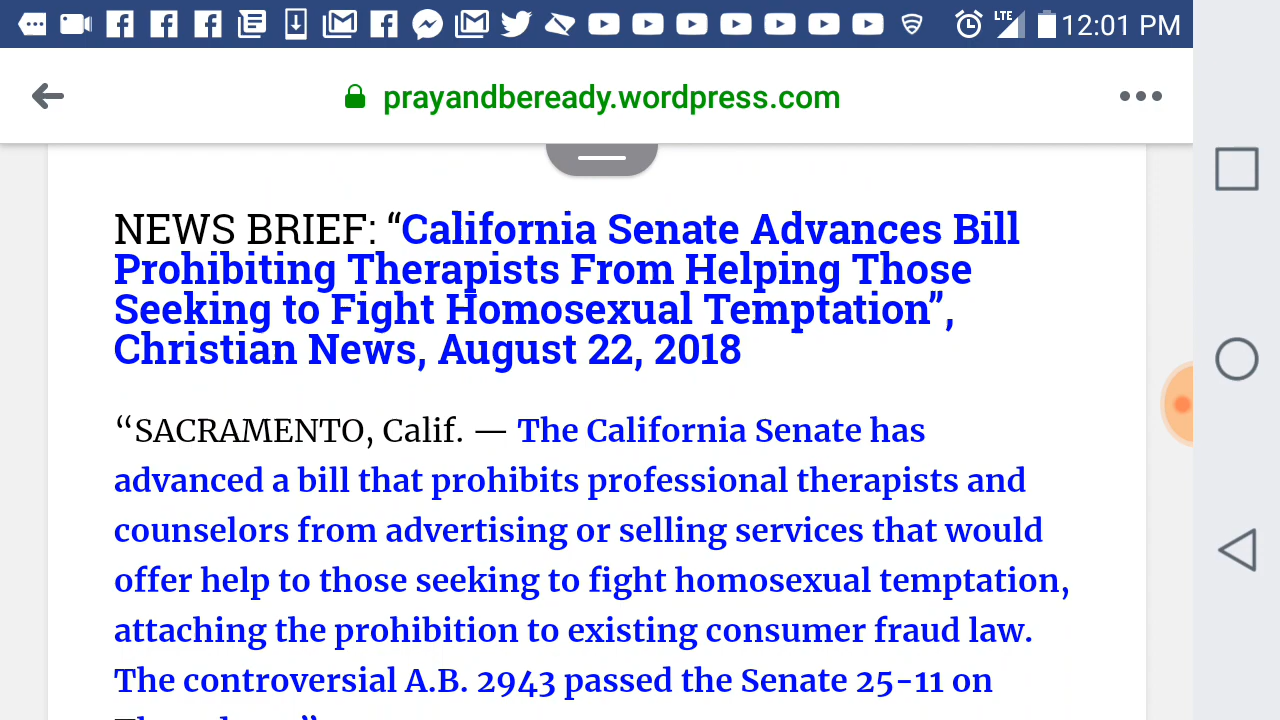 LTE 12:01 PM
prayandbeready.wordpress.com
NEWS BRIEF: “California Senate Advances Bill
Prohibiting Therapists From Helping Those
Seeking to Fight Homosexual Temptation”,
Christian News, August 22, 2018
“SACRAMENTO, Calif. — The California Senate has
advanced a bill that prohibits professional therapists and
counselors from advertising or selling services that would
offer help to those seeking to fight homosexual temptation,
attaching the prohibition to existing consumer fraud law.
The controversial A.B. 2943 passed the Senate 25-11 on